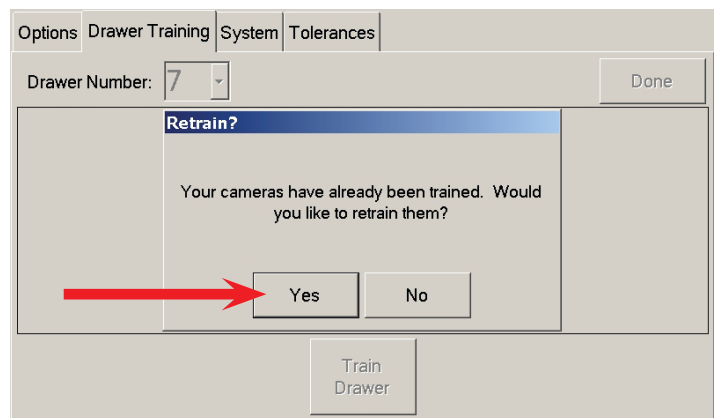 Options Drawer Training System Tolerances
Drawer Number: 7 Done
Retrain?
Your cameras have already been trained. Would
you like to retrain them?
Yes No
Train
Drawer